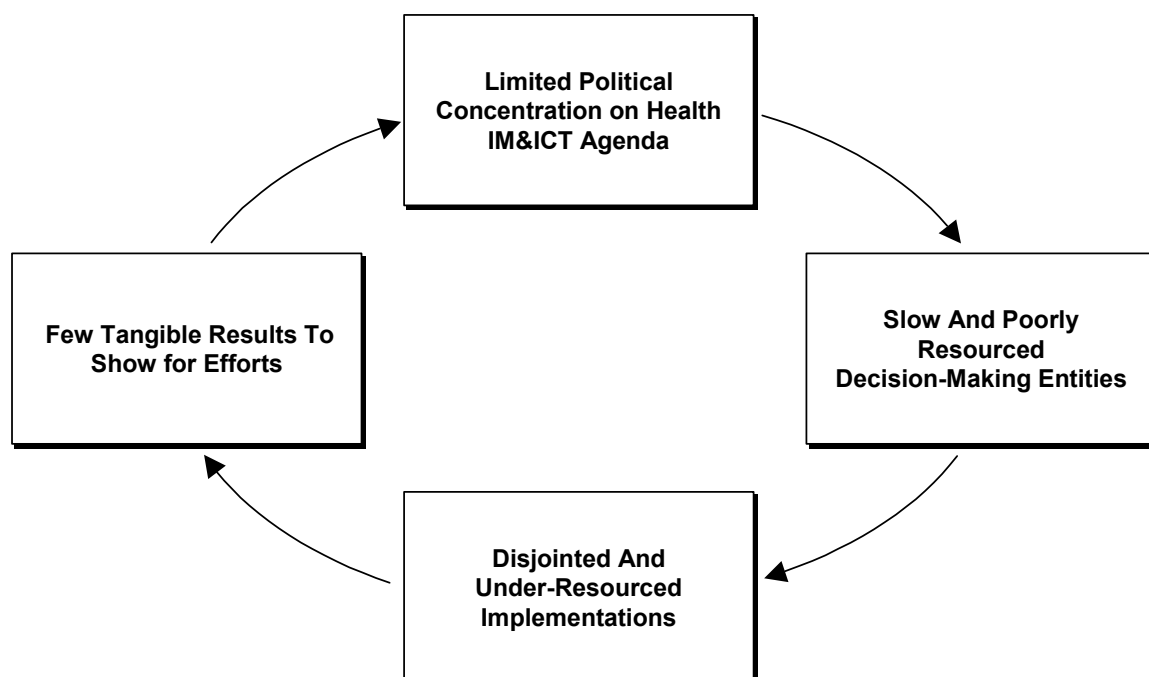 Limited Political
Concentration on Health
IM&ICT Agenda
Slow And Poorly
Resourced
Decision-Making Entities
Disjointed And
Under-Resourced
Implementations
Few Tangible Results To
Show for Efforts